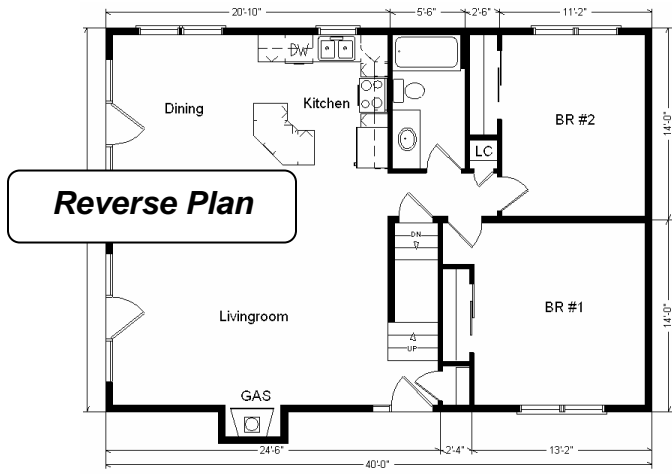 20'-10"
5'-6"
2'-6"
11'-2"
DW
Dining
Kitchen
BR #2
14'-0"
LC
Reverse Plan
DN
Livingroom
BR #1
14'-0"
UP
GAS
24'-6"
2'-4"
13'-2"
40'-0"